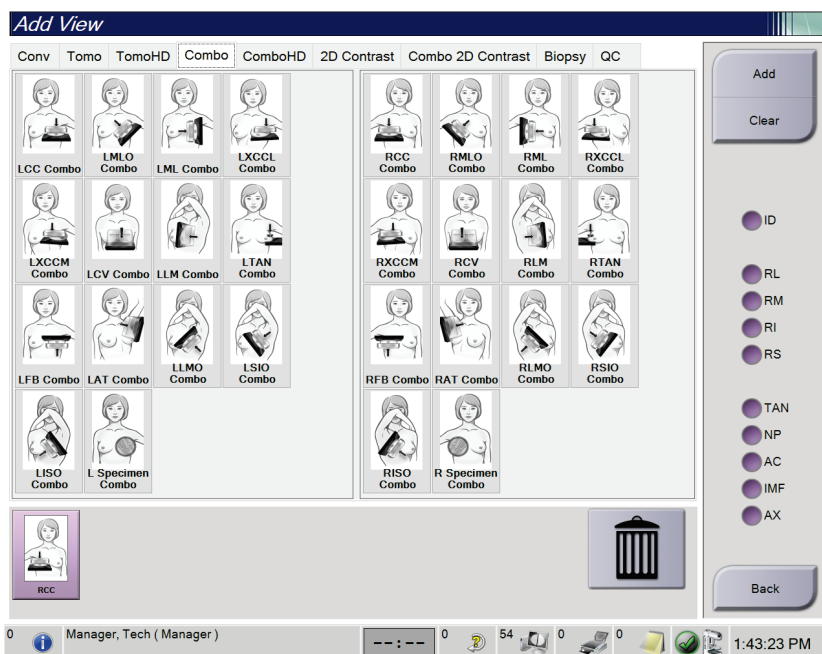 Add View
Conv Tomo TomoHD Combo ComboHD 2D Contrast Combo 2D Contrast Biopsy QC
LCC Combo
LMLO
Combo
LML Combo
LXCCL
Combo
RCC
Combo
RMLO
Combo
RML
Combo
RXCCL
Combo
LXCCM
Combo
LCV Combo
LLM Combo
LTAN
Combo
RXCCM
Combo
RCV
Combo
RLM
Combo
RTAN
Combo
LFB Combo
LAT Combo
LLMO
Combo
LSIO
Combo
RFB Combo
RAT Combo
RLMO
Combo
RSIO
Combo
LISO
Combo
L Specimen
Combo
RISO
Combo
R Specimen
Combo
RCC
Add
Clear
ID
RL
RM
RI
RS
TAN
NP
AC
IMF
AX
Back
0 Manager, Tech ( Manager ) --:-- 0 54 0 0 1:43:23 PM